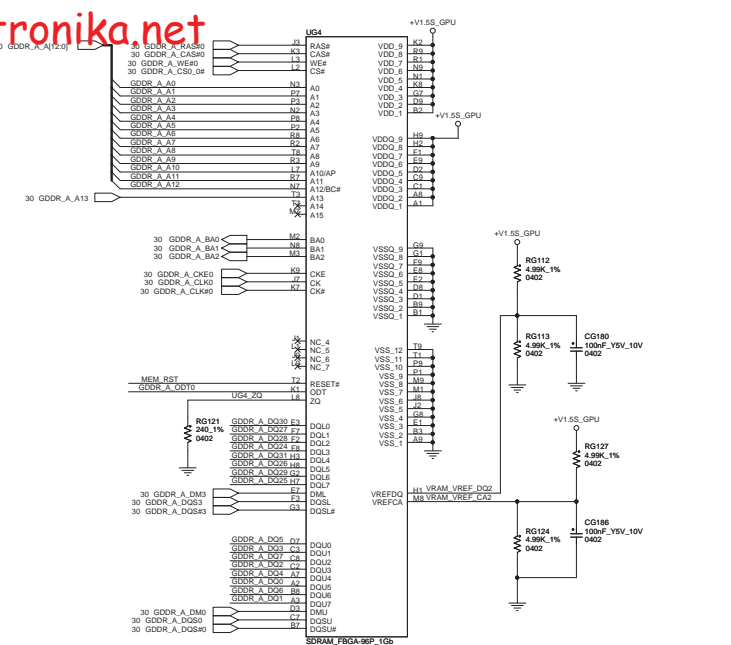 tronika.net
GDDR_A_A[12:0]
30 GDDR_A_RAS#0
30 GDDR_A_CAS#0
30 GDDR_A_WE#0
30 GDDR_A_CS0_0#
GDDR_A_A0
GDDR_A_A1
GDDR_A_A2
GDDR_A_A3
GDDR_A_A4
GDDR_A_A5
GDDR_A_A6
GDDR_A_A7
GDDR_A_A8
GDDR_A_A9
GDDR_A_A10
GDDR_A_A11
GDDR_A_A12
30 GDDR_A_A13
30 GDDR_A_BA0
30 GDDR_A_BA1
30 GDDR_A_BA2
30 GDDR_A_CKE0
30 GDDR_A_CLK0
30 GDDR_A_CLK#0
MEM_RST
GDDR_A_ODT0
UG4_ZQ
RG121
240_1%
0402
GDDR_A_DQ30
GDDR_A_DQ27
GDDR_A_DQ28
GDDR_A_DQ24
GDDR_A_DQ31
GDDR_A_DQ26
GDDR_A_DQ29
GDDR_A_DQ25
30 GDDR_A_DM3
30 GDDR_A_DQS3
30 GDDR_A_DQS#3
GDDR_A_DQ5
GDDR_A_DQ3
GDDR_A_DQ7
GDDR_A_DQ2
GDDR_A_DQ4
GDDR_A_DQ0
GDDR_A_DQ6
GDDR_A_DQ1
30 GDDR_A_DM0
30 GDDR_A_DQS0
30 GDDR_A_DQS#0
UG4
J3 RAS#
K3 CAS#
L3 WE#
L2 CS#
N3 A0
P7 A1
P3 A2
N2 A3
P8 A4
P2 A5
R8 A6
R2 A7
T8 A8
R3 A9
L7 A10/AP
R7 A11
N7 A12/BC#
T3 A13
A14
A15
M2 BA0
N8 BA1
M3 BA2
K9 CKE
J7 CK
K7 CK#
NC_4
NC_5
NC_6
NC_7
T2 RESET#
K1 ODT
L8 ZQ
E3 DQL0
F7 DQL1
F2 DQL2
F8 DQL3
H3 DQL4
H8 DQL5
G2 DQL6
H7 DQL7
E7 DML
F3 DQSL
G3 DQSL#
D7 DQU0
C3 DQU1
C8 DQU2
C2 DQU3
A7 DQU4
A2 DQU5
B8 DQU6
A3 DQU7
D3 DMU
C7 DQSU
B7 DQSU#
SDRAM_FBGA-96P_1Gb
+V1.5S_GPU
VDD_9 K2
VDD_8 R9
VDD_7 R1
VDD_6 N9
VDD_5 N1
VDD_4 K8
VDD_3 G7
VDD_2 D9
VDD_1 B2
+V1.5S_GPU
VDDQ_9 H9
VDDQ_8 H2
VDDQ_7 F1
VDDQ_6 E9
VDDQ_5 D2
VDDQ_4 C9
VDDQ_3 C1
VDDQ_2 A8
VDDQ_1 A1
VSSQ_9 G9
VSSQ_8 G1
VSSQ_7 F9
VSSQ_6 E8
VSSQ_5 E2
VSSQ_4 D8
VSSQ_3 D1
VSSQ_2 B9
VSSQ_1 B1
VSS_12 T9
VSS_11 T1
VSS_10 P9
VSS_9 P1
VSS_8 M9
VSS_7 M1
VSS_6 J8
VSS_5 J2
VSS_4 G8
VSS_3 E1
VSS_2 B3
VSS_1 A9
VREFDQ H1 VRAM_VREF_DQ2
VREFCA M8 VRAM_VREF_CA2
+V1.5S_GPU
RG112
4.99K_1%
0402
RG113
4.99K_1%
0402
CG180
100nF_Y5V_10V
0402
+V1.5S_GPU
RG127
4.99K_1%
0402
RG124
4.99K_1%
0402
CG186
100nF_Y5V_10V
0402